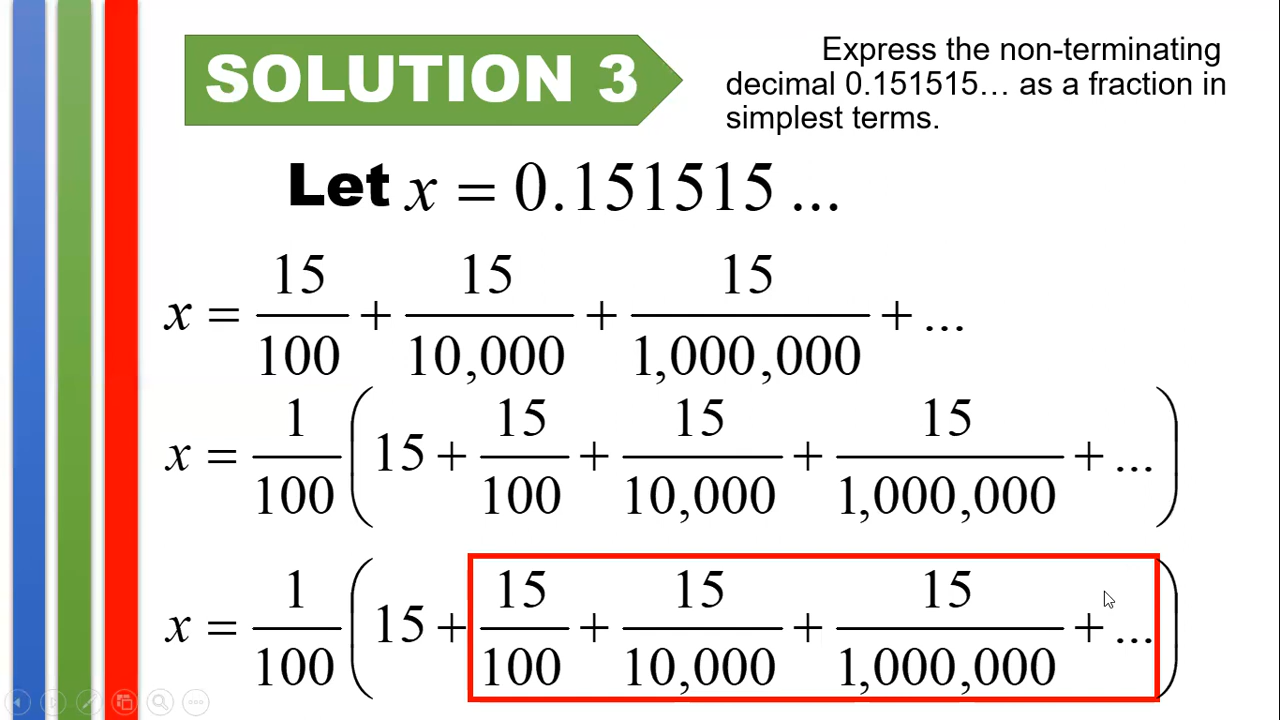 SOLUTION 3
Express the non-terminating
decimal 0.151515… as a fraction in
simplest terms.
Let x = 0.151515...
x = 15/100 + 15/10,000 + 15/1,000,000 + ...
x = 1/100 ( 15 + 15/100 + 15/10,000 + 15/1,000,000 + ... )
x = 1/100 ( 15 + 15/100 + 15/10,000 + 15/1,000,000 + ... )